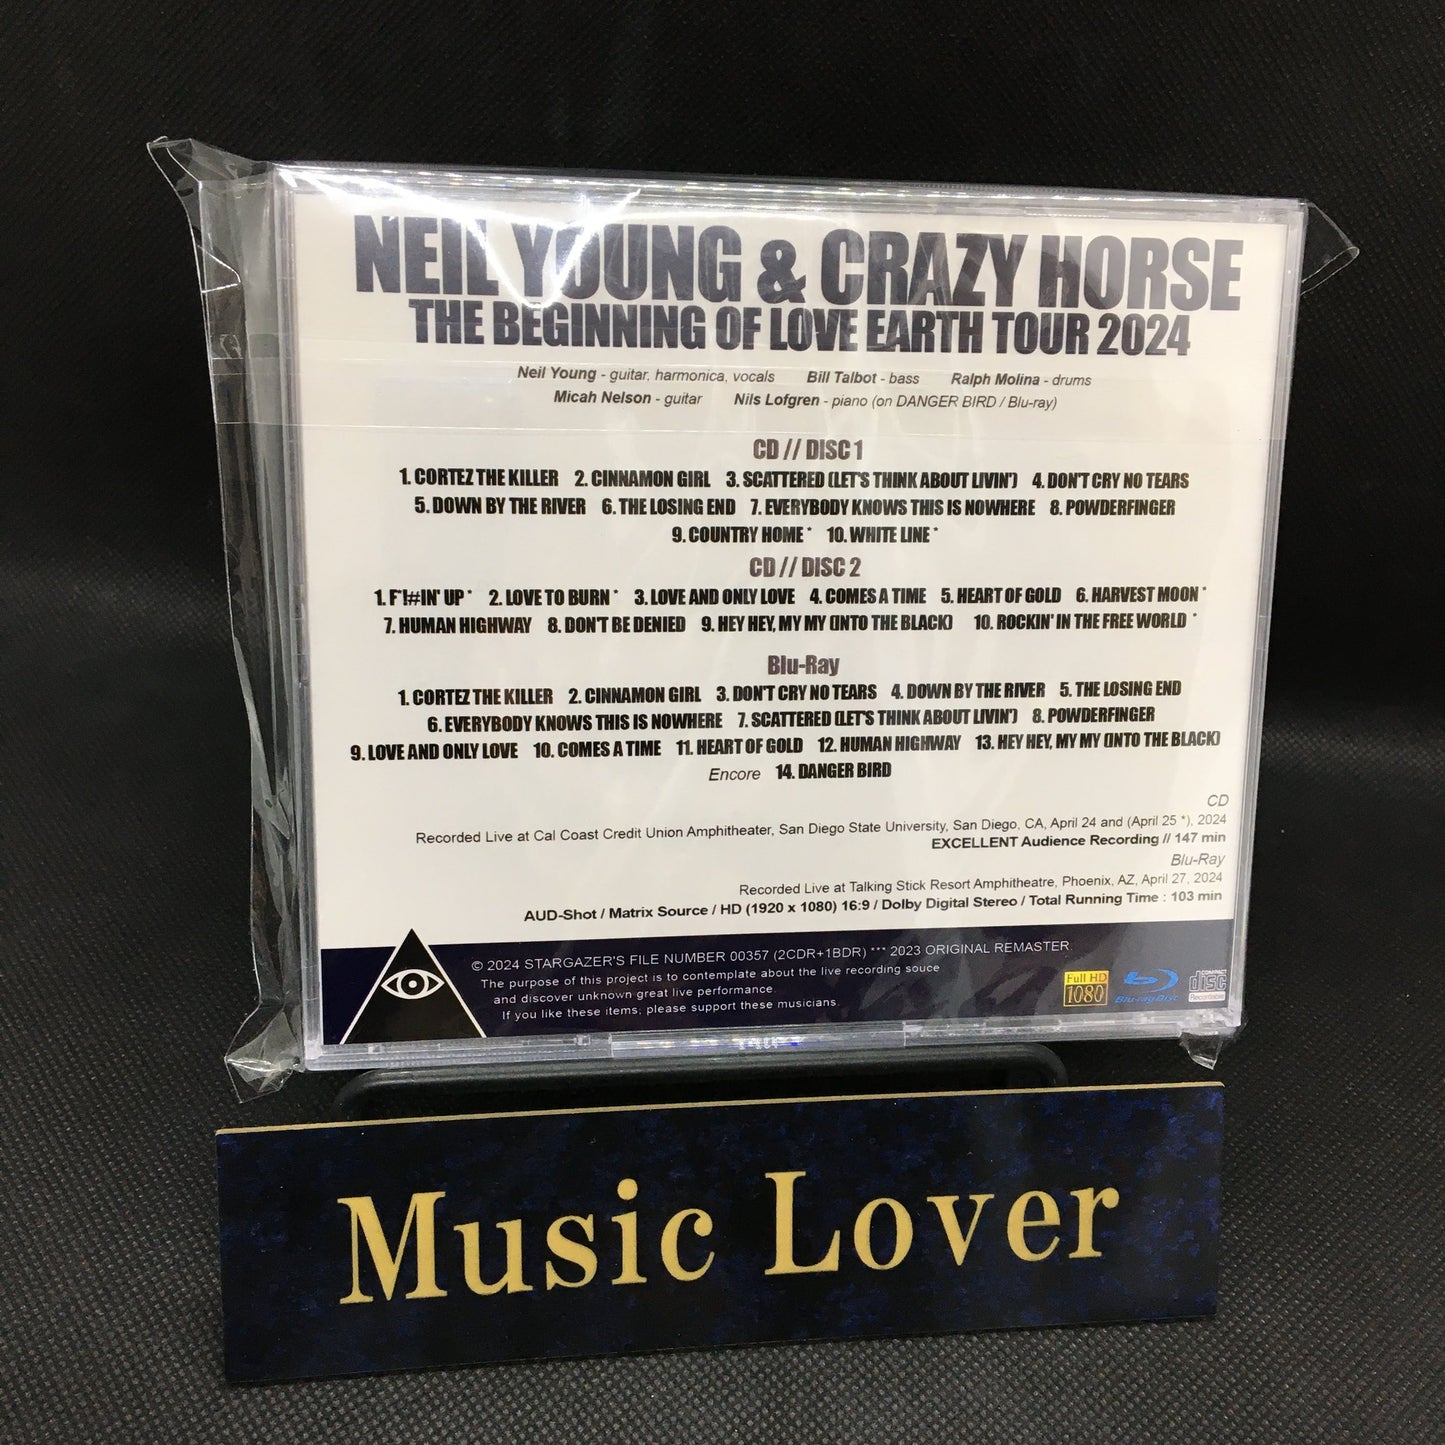 NEIL YOUNG & CRAZY HORSE
THE BEGINNING OF LOVE EARTH TOUR 2024
Neil Young - guitar, harmonica, vocals Bill Talbot - bass Ralph Molina - drums
Micah Nelson - guitar Nils Lofgren - piano (on DANGER BIRD / Blu-ray)
CD // DISC 1
1. CORTEZ THE KILLER 2. CINNAMON GIRL 3. SCATTERED (LET'S THINK ABOUT LIVIN') 4. DON'T CRY NO TEARS
5. DOWN BY THE RIVER 6. THE LOSING END 7. EVERYBODY KNOWS THIS IS NOWHERE 8. POWDERFINGER
9. COUNTRY HOME * 10. WHITE LINE *
CD // DISC 2
1. F*!#IN' UP * 2. LOVE TO BURN * 3. LOVE AND ONLY LOVE 4. COMES A TIME 5. HEART OF GOLD 6. HARVEST MOON *
7. HUMAN HIGHWAY 8. DON'T BE DENIED 9. HEY HEY, MY MY (INTO THE BLACK) 10. ROCKIN' IN THE FREE WORLD *
Blu-Ray
1. CORTEZ THE KILLER 2. CINNAMON GIRL 3. DON'T CRY NO TEARS 4. DOWN BY THE RIVER 5. THE LOSING END
6. EVERYBODY KNOWS THIS IS NOWHERE 7. SCATTERED (LET'S THINK ABOUT LIVIN') 8. POWDERFINGER
9. LOVE AND ONLY LOVE 10. COMES A TIME 11. HEART OF GOLD 12. HUMAN HIGHWAY 13. HEY HEY, MY MY (INTO THE BLACK)
Encore 14. DANGER BIRD
CD
Recorded Live at Cal Coast Credit Union Amphitheater, San Diego State University, San Diego, CA, April 24 and (April 25 *), 2024
EXCELLENT Audience Recording // 147 min
Blu-Ray
Recorded Live at Talking Stick Resort Amphitheatre, Phoenix, AZ, April 27, 2024
AUD-Shot / Matrix Source / HD (1920 x 1080) 16:9 / Dolby Digital Stereo / Total Running Time : 103 min
© 2024 STARGAZER'S FILE NUMBER 00357 (2CDR+1BDR) *** 2023 ORIGINAL REMASTER.
The purpose of this project is to contemplate about the live recording souce
and discover unknown great live performance.
If you like these items, please support these musicians.
Full HD
1080
Blu-ray Disc
COMPACT
disc
Recordable
Music Lover